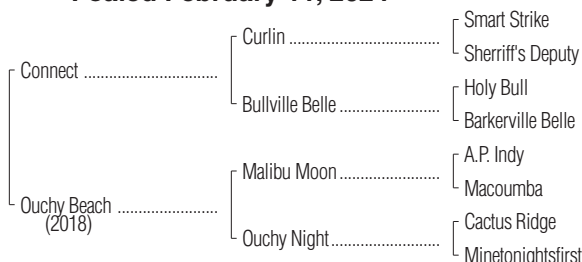 Smart Strike
Curlin
Sherriff's Deputy
Connect
Holy Bull
Bullville Belle
Barkerville Belle
A.P. Indy
Malibu Moon
Macoumba
Ouchy Beach
(2018)
Cactus Ridge
Ouchy Night
Minetonightsfirst